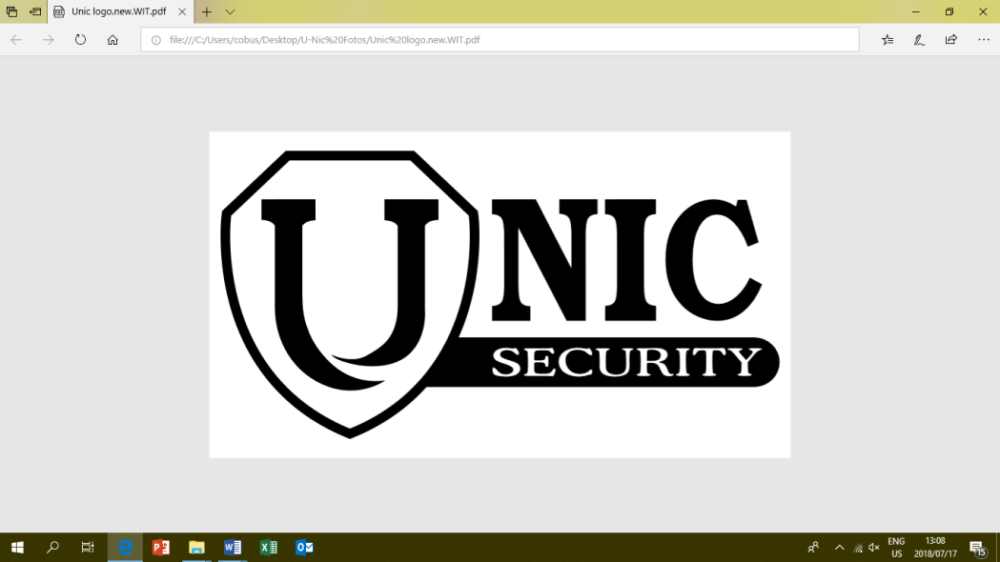 Unic logo.new.WIT.pdf
file:///C:/Users/cobus/Desktop/U-Nic%20Fotos/Unic%20logo.new.WIT.pdf
UNIC
SECURITY
ENG
US
13:08
2018/07/17
15